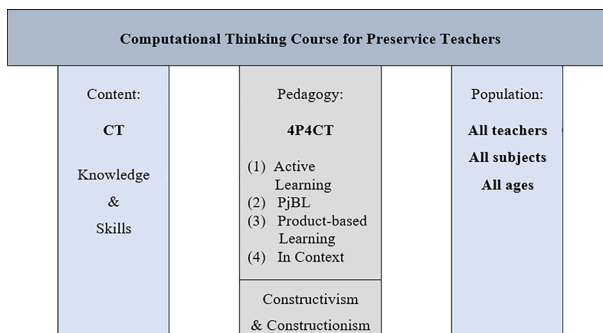 Computational Thinking Course for Preservice Teachers
Content:
CT
Knowledge
&
Skills
Pedagogy:
4P4CT
(1) Active
Learning
(2) PjBL
(3) Product-based
Learning
(4) In Context
Constructivism
& Constructionism
Population:
All teachers
All subjects
All ages